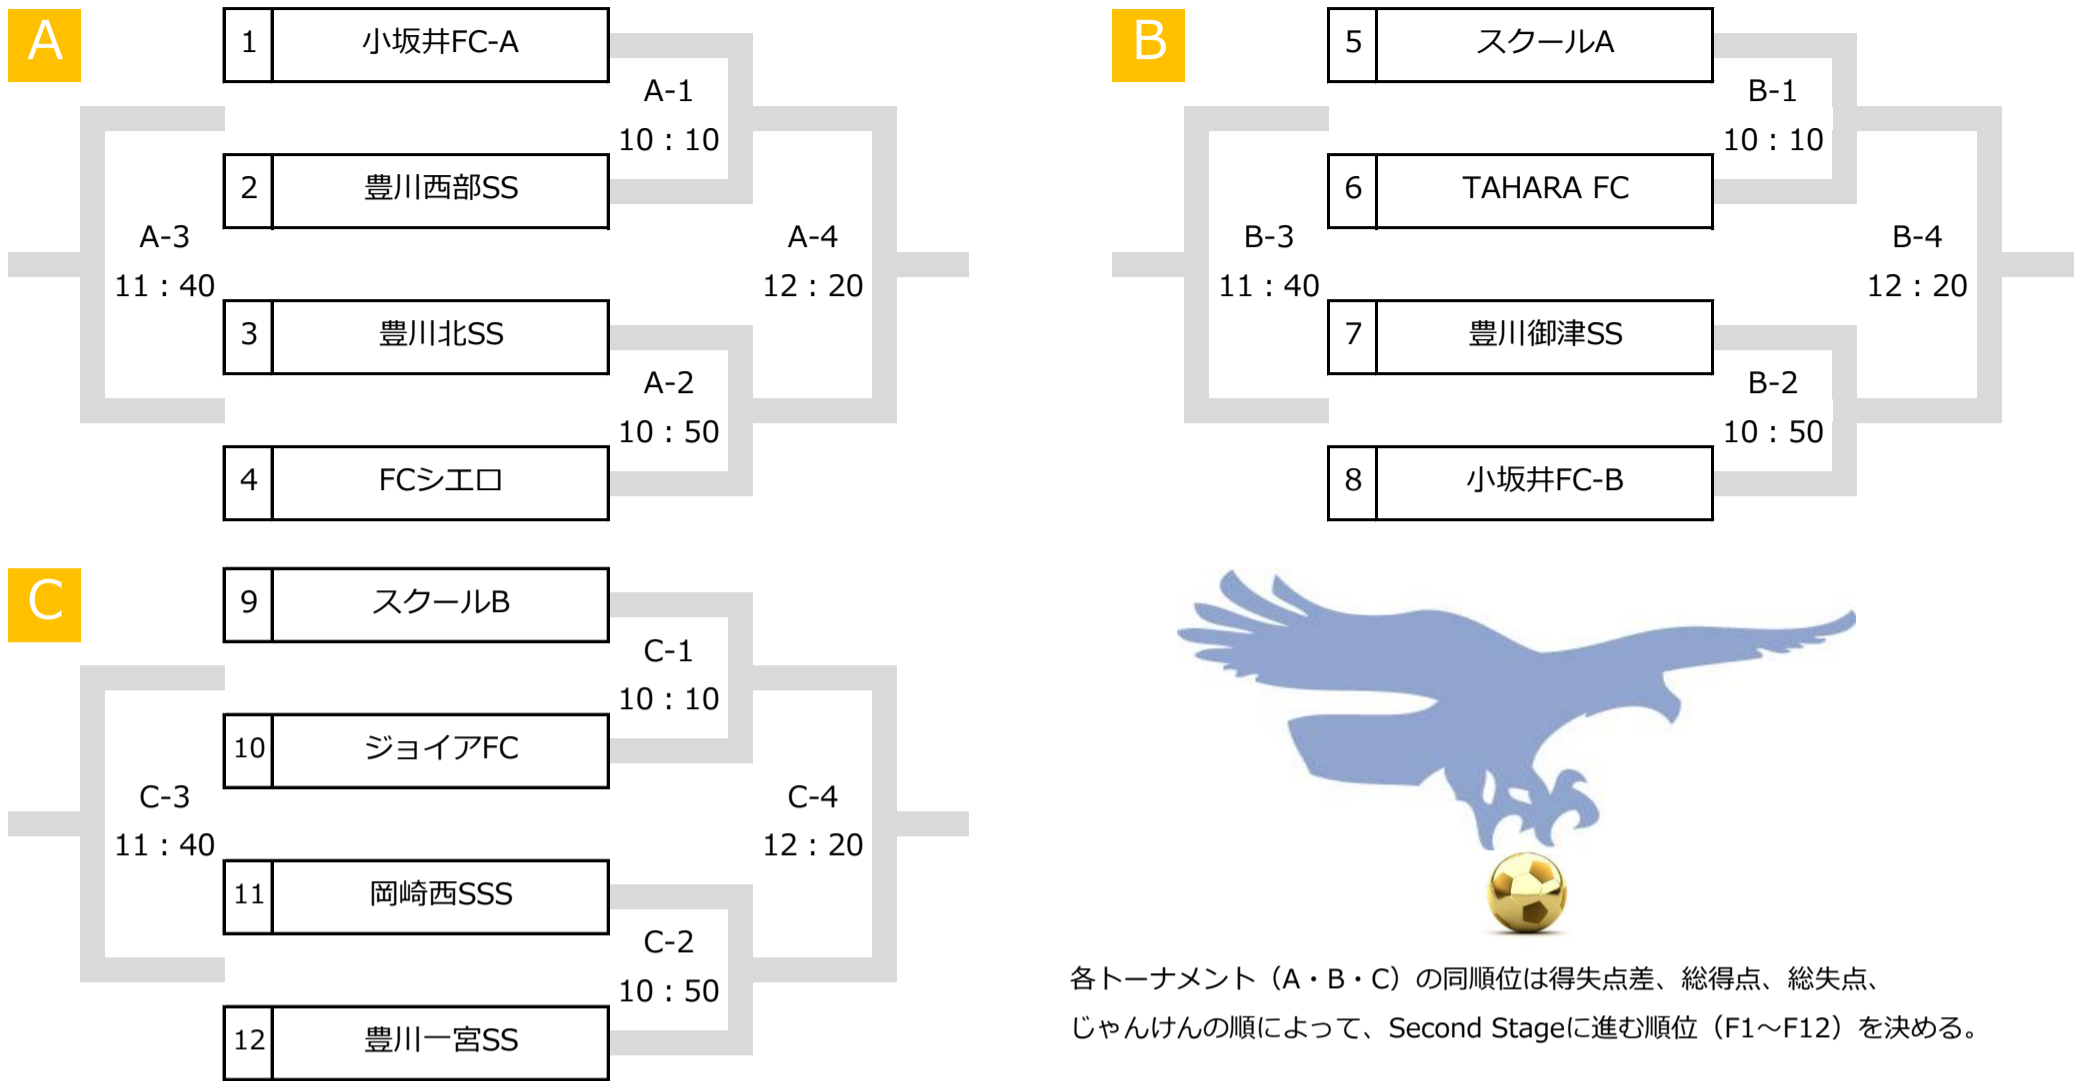 A
1 小坂井FC-A
A-1
10：10
2 豊川西部SS
A-3
11：40
A-4
12：20
3 豊川北SS
A-2
10：50
4 FCシエロ
B
5 スクールA
B-1
10：10
6 TAHARA FC
B-3
11：40
B-4
12：20
7 豊川御津SS
B-2
10：50
8 小坂井FC-B
C
9 スクールB
C-1
10：10
10 ジョイアFC
C-3
11：40
C-4
12：20
11 岡崎西SSS
C-2
10：50
12 豊川一宮SS
各トーナメント（A・B・C）の同順位は得失点差、総得点、総失点、
じゃんけんの順によって、Second Stageに進む順位（F1～F12）を決める。